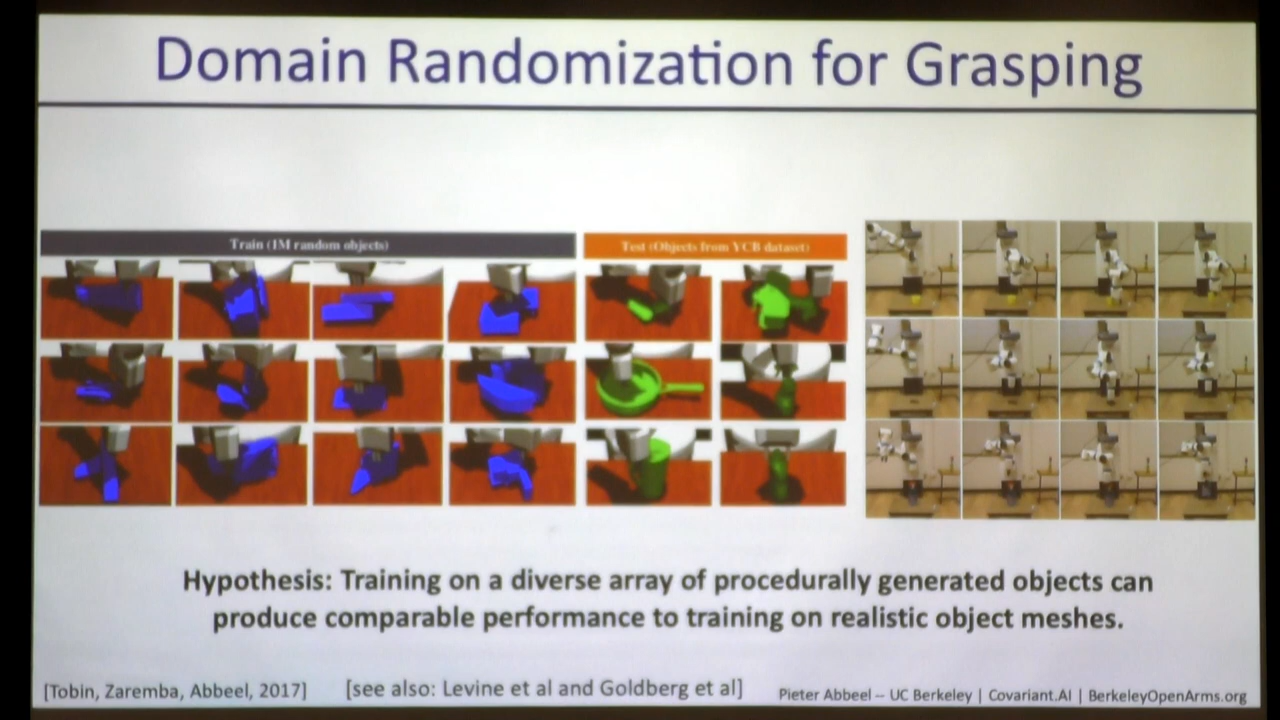 Domain Randomization for Grasping
Train (1M random objects)
Test (Objects from YCB dataset)
Hypothesis: Training on a diverse array of procedurally generated objects can
produce comparable performance to training on realistic object meshes.
[Tobin, Zaremba, Abbeel, 2017]
[see also: Levine et al and Goldberg et al]
Pieter Abbeel – UC Berkeley | Covariant.AI | BerkeleyOpenArms.org